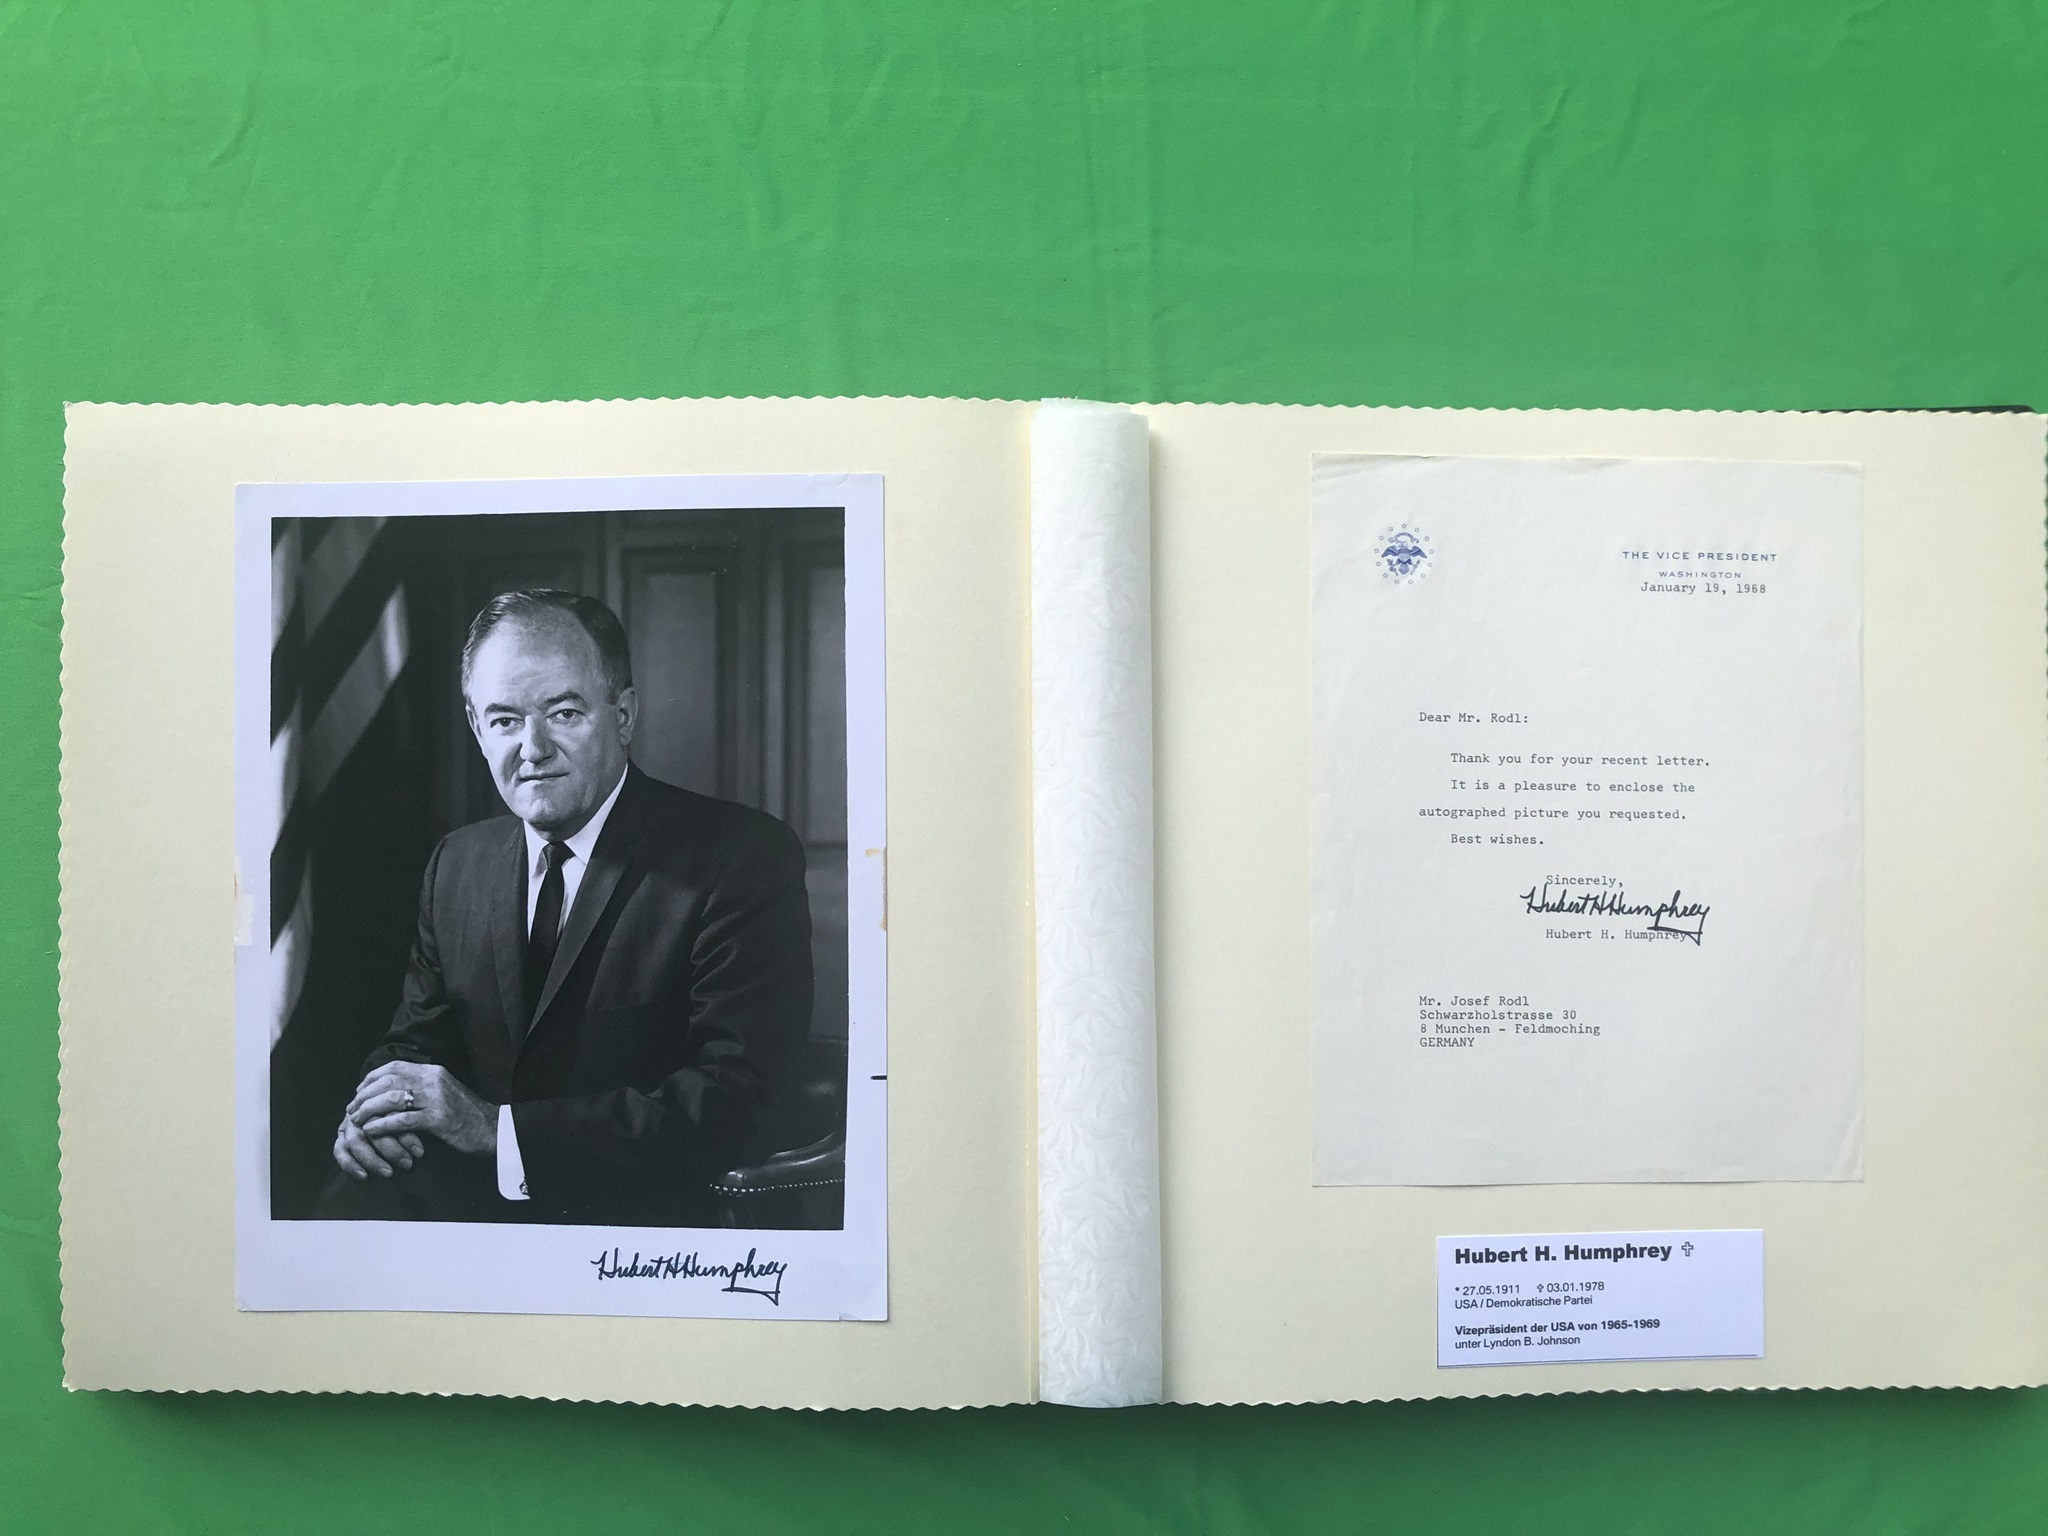 Hubert H Humphrey
THE VICE PRESIDENT
WASHINGTON
January 19, 1968
Dear Mr. Rodl:
Thank you for your recent letter.
It is a pleasure to enclose the
autographed picture you requested.
Best wishes.
Sincerely,
Hubert H Humphrey
Hubert H. Humphrey
Mr. Josef Rodl
Schwarzholstrasse 30
8 Munchen - Feldmoching
GERMANY
Hubert H. Humphrey ✞
* 27.05.1911 ✞ 03.01.1978
USA / Demokratische Partei
Vizepräsident der USA von 1965-1969
unter Lyndon B. Johnson